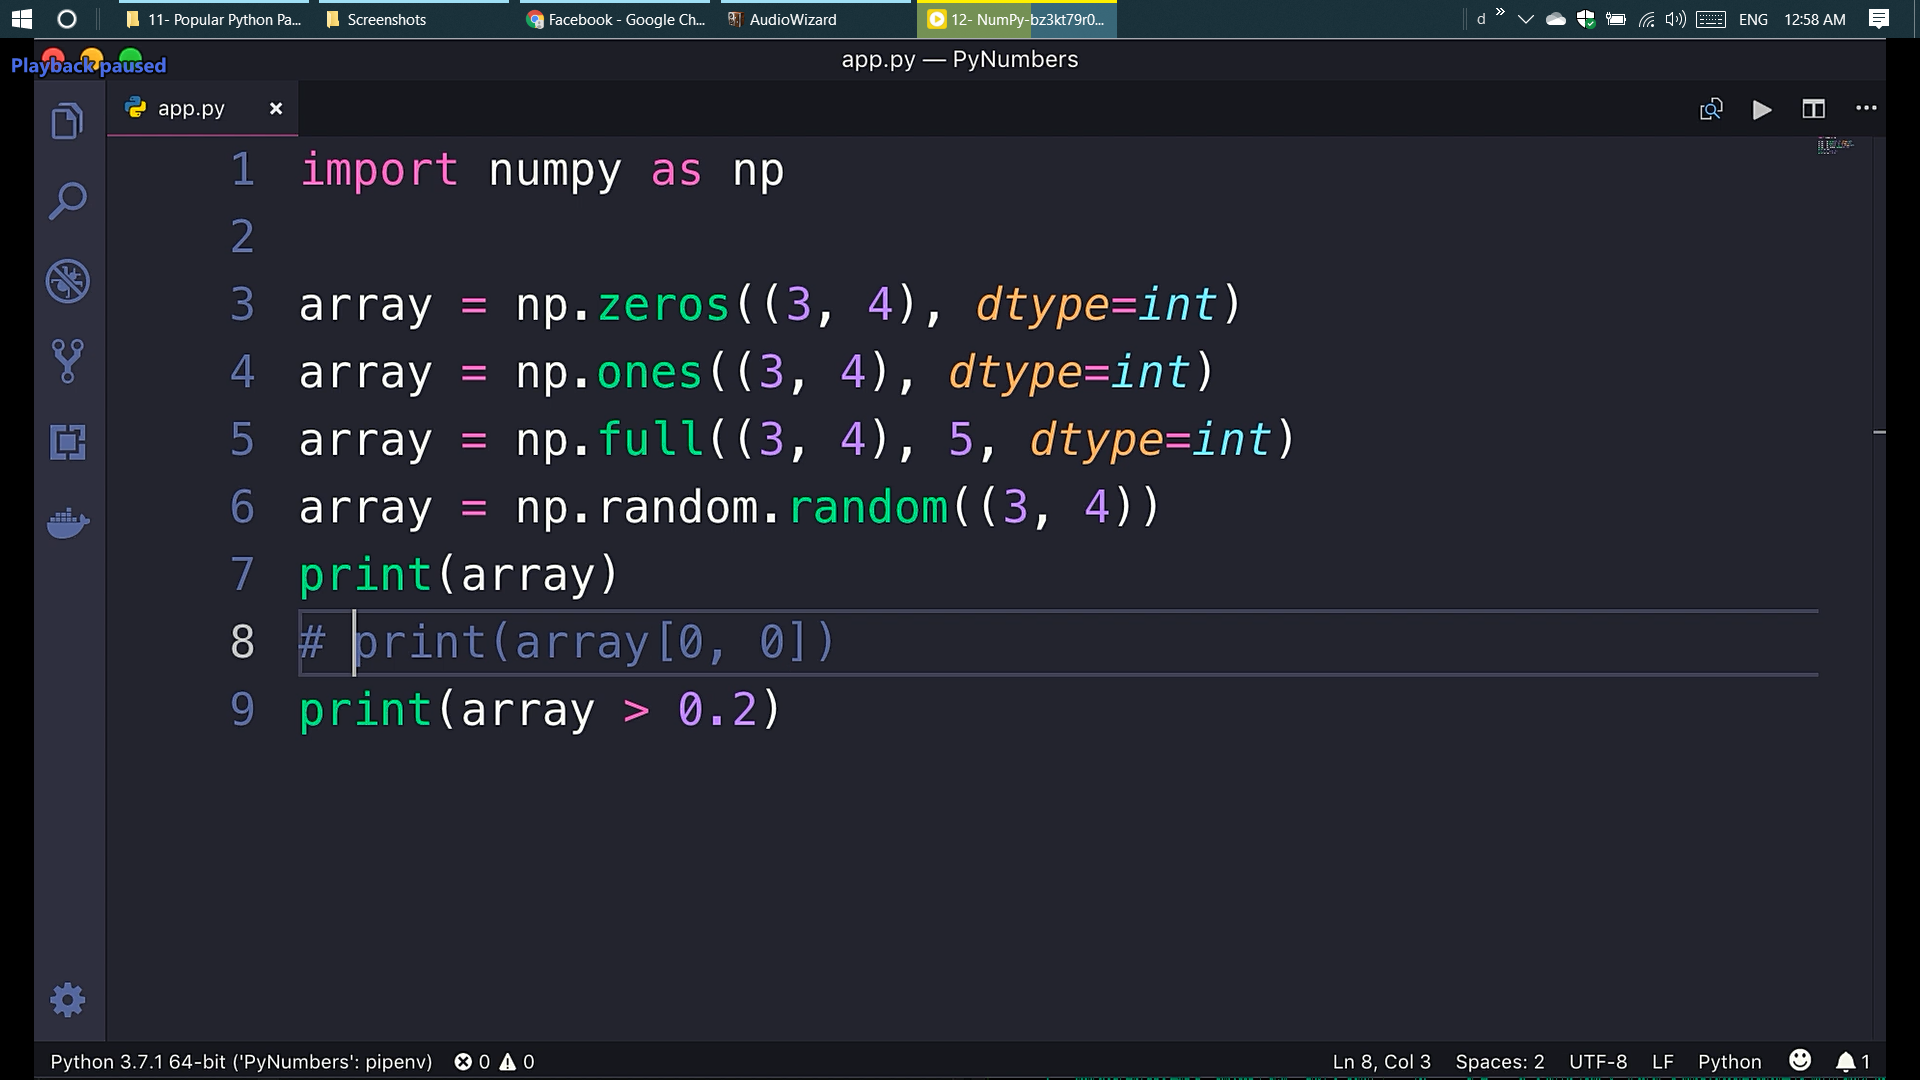 11- Popular Python Pa...
Screenshots
Facebook - Google Ch...
AudioWizard
12- NumPy-bz3kt79r0...
d
ENG
12:58 AM
Playback paused
app.py — PyNumbers
app.py
1 import numpy as np
2
3 array = np.zeros((3, 4), dtype=int)
4 array = np.ones((3, 4), dtype=int)
5 array = np.full((3, 4), 5, dtype=int)
6 array = np.random.random((3, 4))
7 print(array)
8 # print(array[0, 0])
9 print(array > 0.2)
Python 3.7.1 64-bit ('PyNumbers': pipenv) 0 0 Ln 8, Col 3 Spaces: 2 UTF-8 LF Python 1